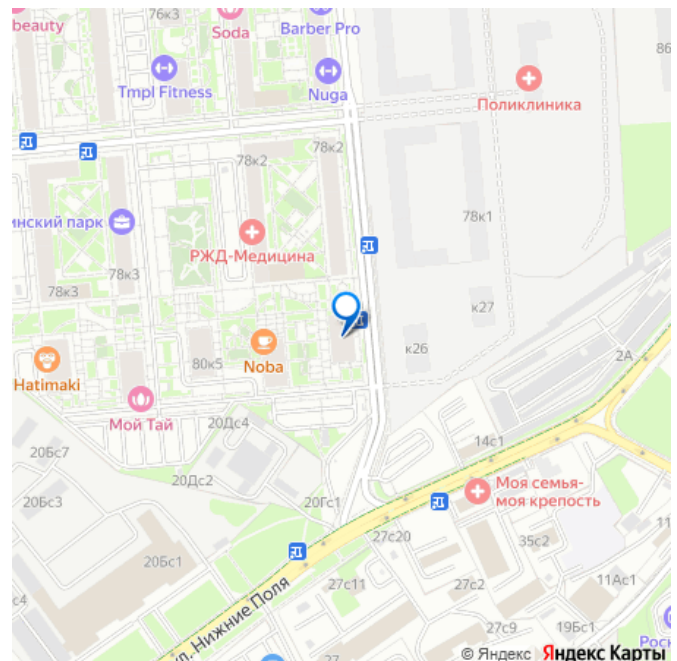 76к3
beauty
Soda
Barber Pro
86
Tmpl Fitness
Nuga
Поликлиника
78к2
78к2
78к1
инский парк
РЖД-Медицина
78к3
78к3
к27
к26
2А
80к5
Noba
Hatimaki
Мой Тай
20Дс4
14с1
20Бс7
20Дс2
Моя семья-
моя крепость
20Бс3
20Гс1
27с20
35с2
20Бс1
27с11
27с2
11Ас1
с4
ул. Нижние Поля
27с9
19Бс1
Рос
© Яндекс Яндекс Карты